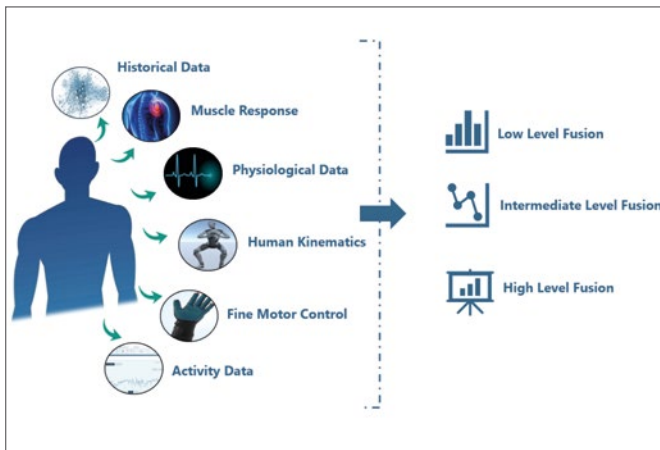 Historical Data
Muscle Response
Physiological Data
Human Kinematics
Fine Motor Control
Activity Data
Low Level Fusion
Intermediate Level Fusion
High Level Fusion